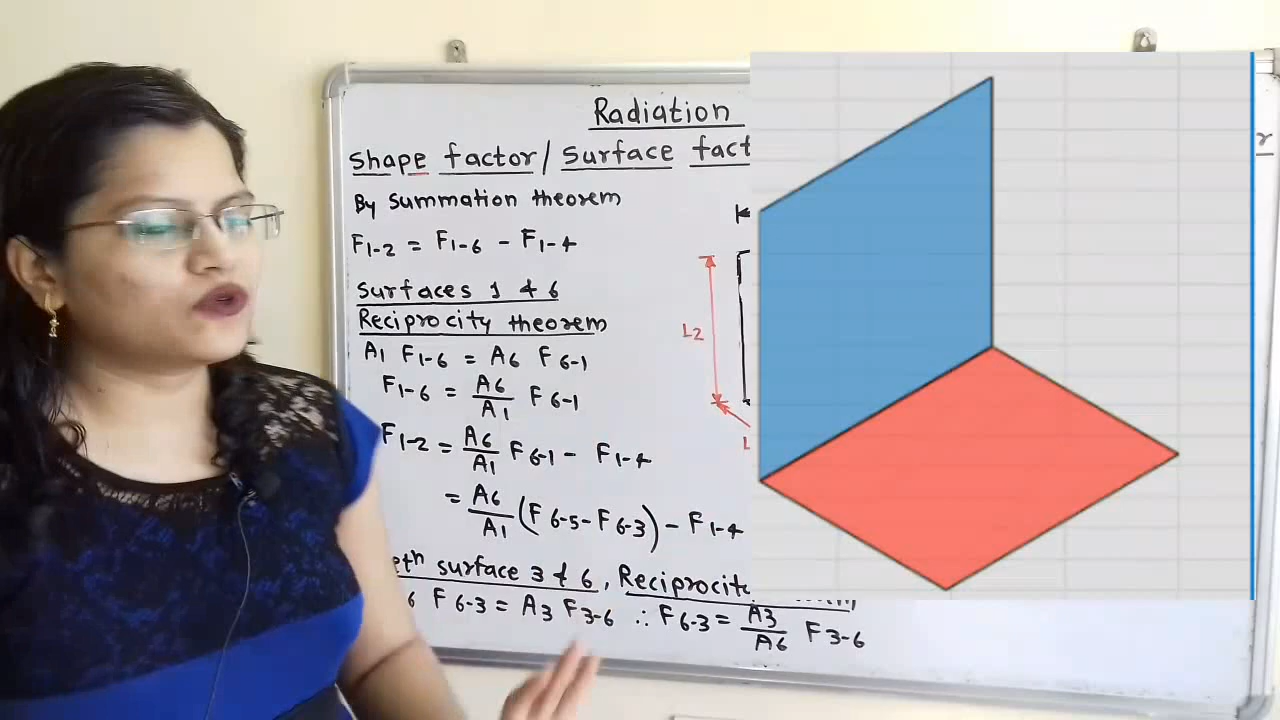 Radiation
Shape factor / Surface fact
By Summation theorem
F1-2 = F1-6 - F1-4
Surfaces 1 & 6
Reciprocity theorem
A1 F1-6 = A6 F6-1
F1-6 = A6/A1 F6-1
F1-2 = A6/A1 F6-1 - F1-4
= A6/A1 (F6-5 - F6-3) - F1-4
surface 3 & 6, Reciprocit
6 F6-3 = A3 F3-6 ∴ F6-3 = A3/A6 F3-6
L2
L
r